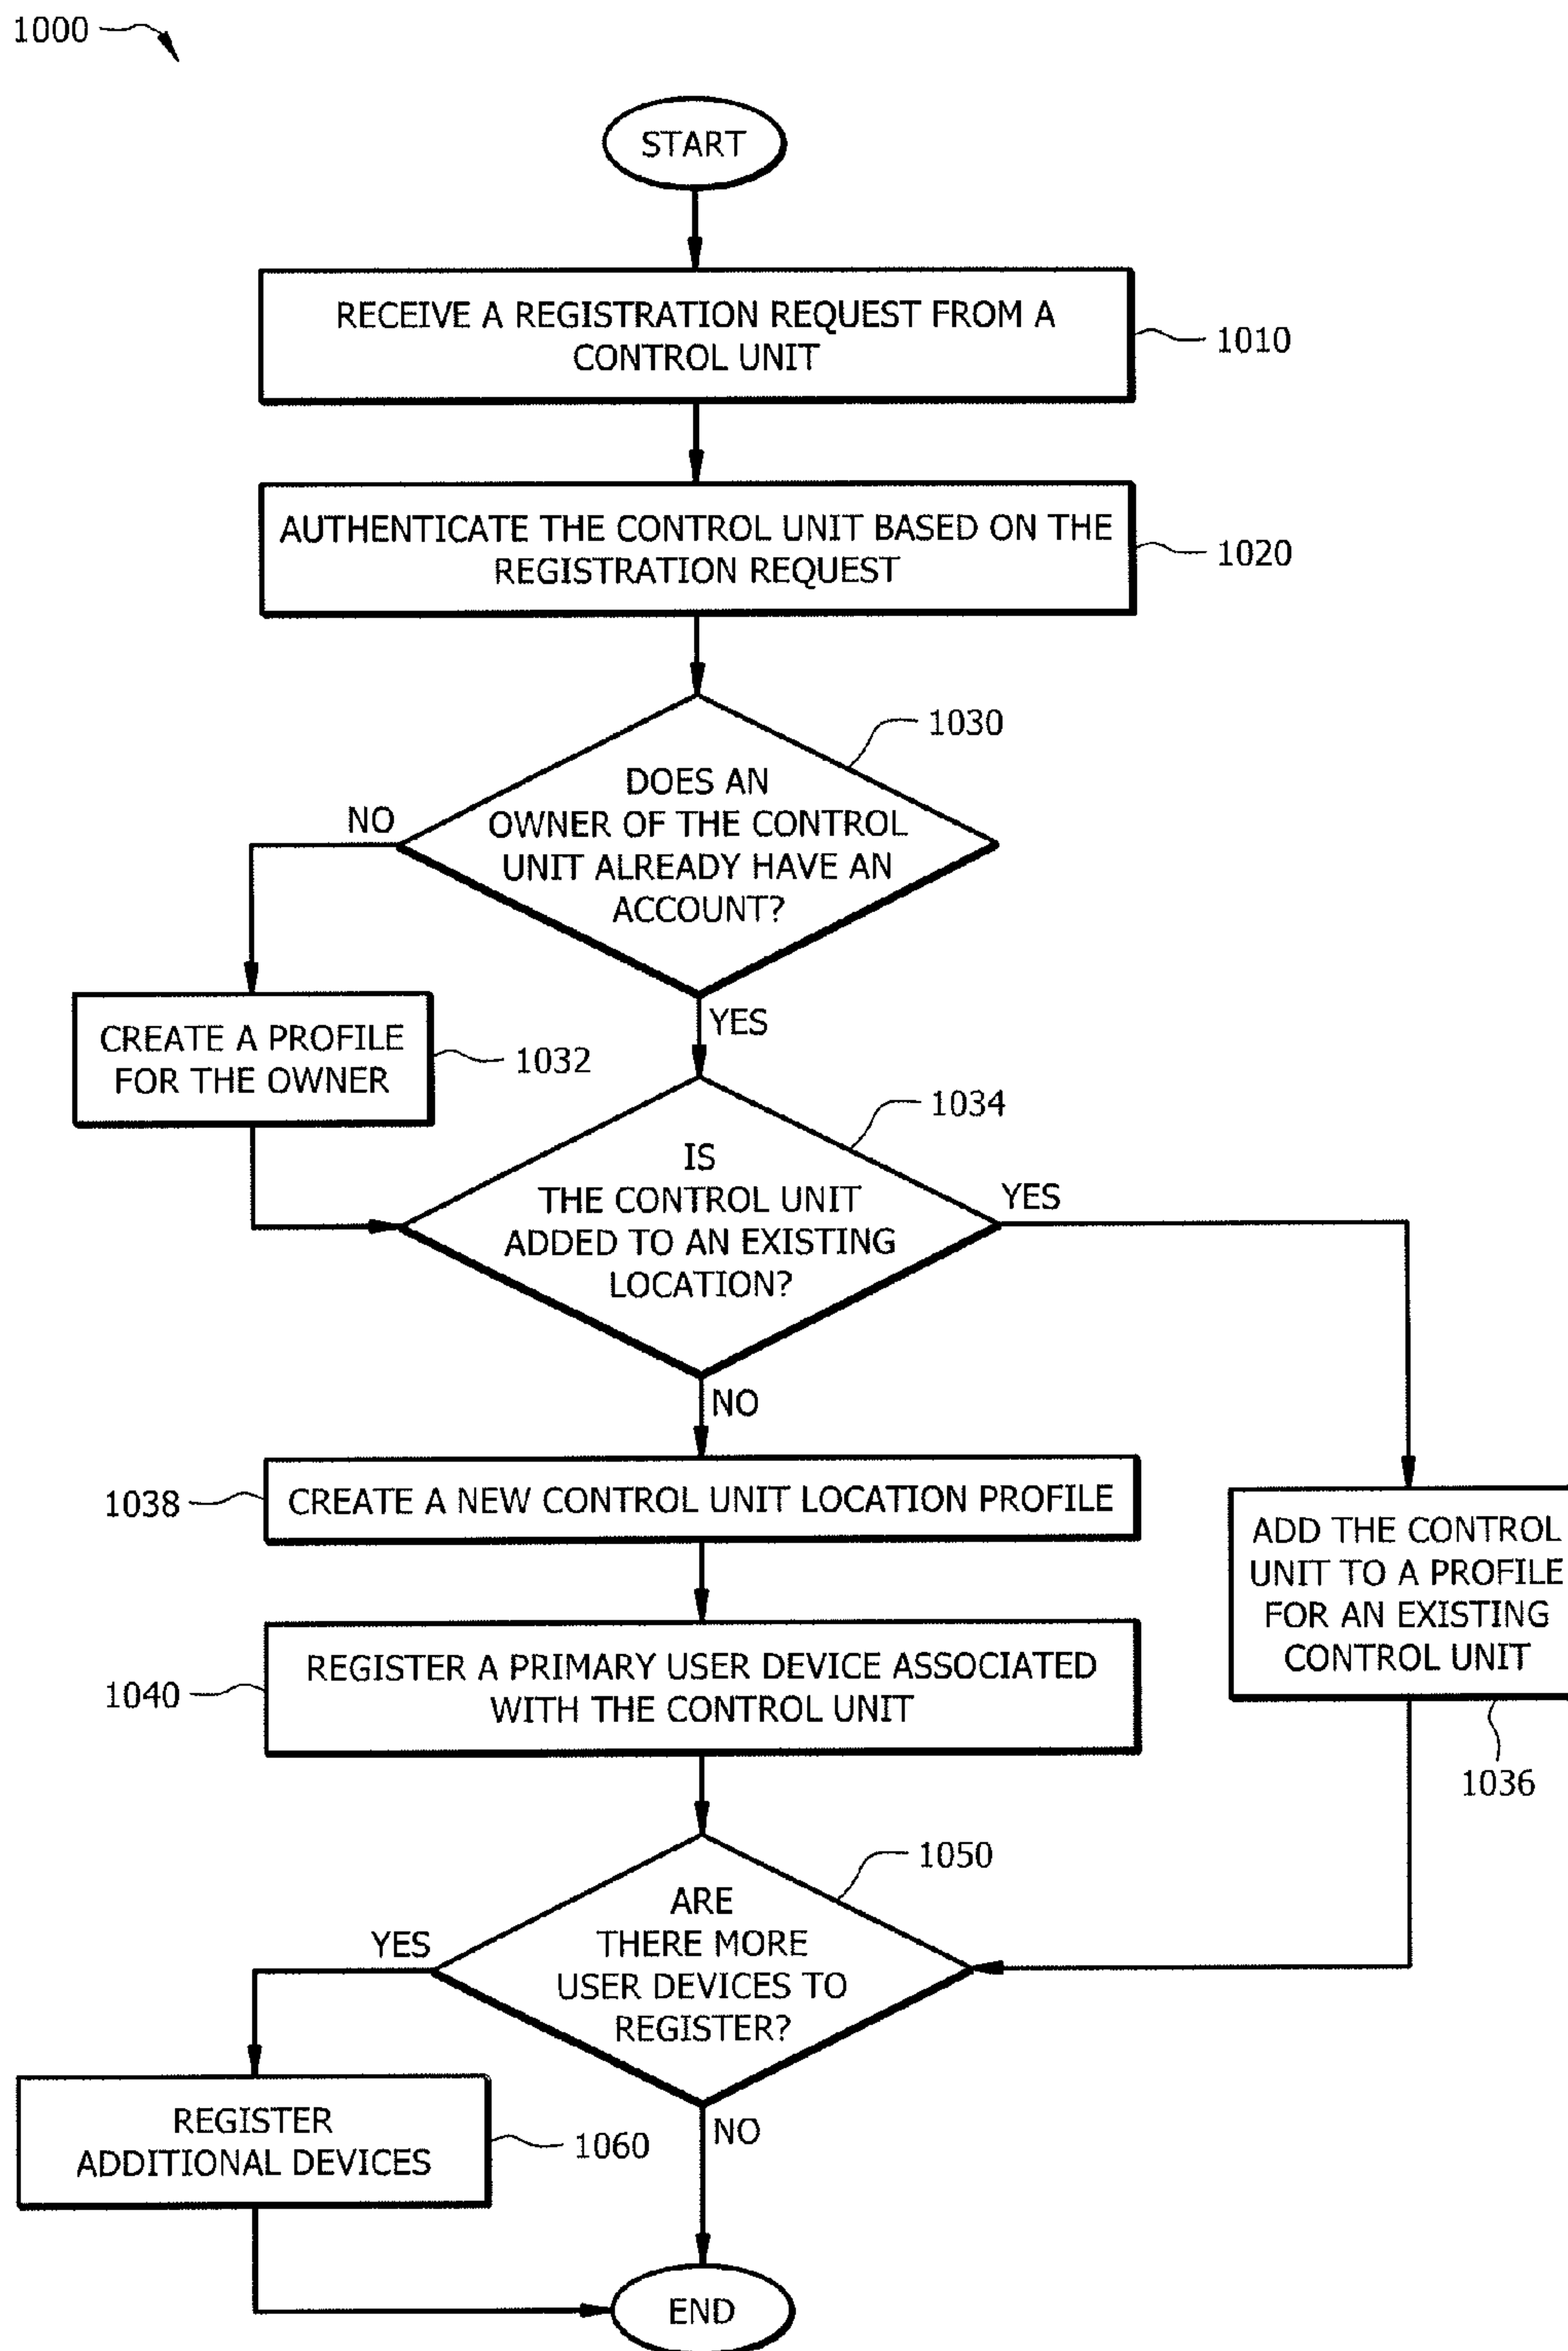 1000
START
RECEIVE A REGISTRATION REQUEST FROM A
CONTROL UNIT
1010
AUTHENTICATE THE CONTROL UNIT BASED ON THE
REGISTRATION REQUEST
1020
1030
DOES AN
OWNER OF THE CONTROL
UNIT ALREADY HAVE AN
ACCOUNT?
NO
YES
CREATE A PROFILE
FOR THE OWNER
1032
1034
IS
THE CONTROL UNIT
ADDED TO AN EXISTING
LOCATION?
YES
NO
1038
CREATE A NEW CONTROL UNIT LOCATION PROFILE
ADD THE CONTROL
UNIT TO A PROFILE
FOR AN EXISTING
CONTROL UNIT
1036
REGISTER A PRIMARY USER DEVICE ASSOCIATED
WITH THE CONTROL UNIT
1040
1050
ARE
THERE MORE
USER DEVICES TO
REGISTER?
YES
NO
REGISTER
ADDITIONAL DEVICES
1060
END